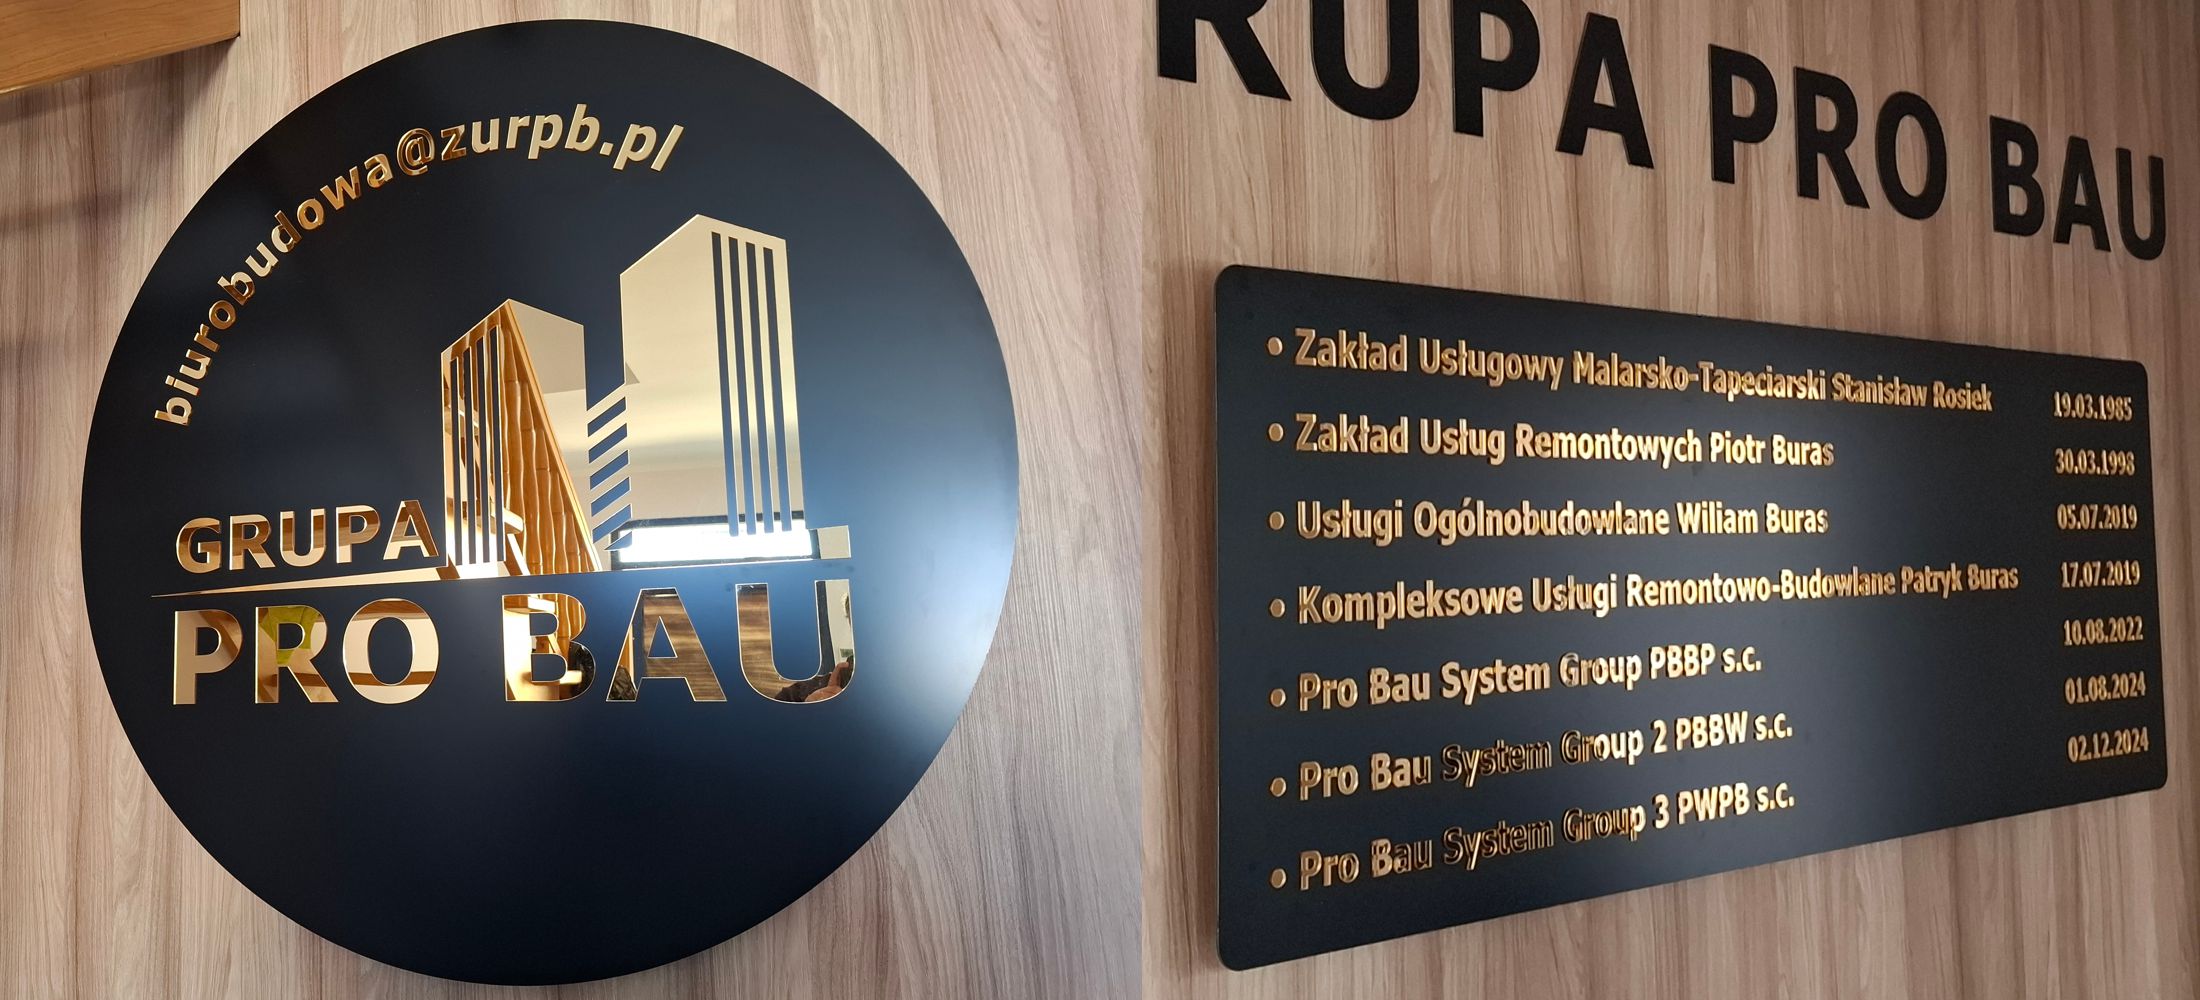 biurobudowa@zurpb.pl
GRUPA
PRO BAU
RUPA PRO BAU
• Zakład Usługowy Malarsko-Tapeciarski Stanisław Rosiek 19.03.1985
• Zakład Usług Remontowych Piotr Buras 30.03.1998
• Usługi Ogólnobudowlane Wiliam Buras 05.07.2019
• Kompleksowe Usługi Remontowo-Budowlane Patryk Buras 17.07.2019
• Pro Bau System Group PBBP s.c. 10.08.2022
• Pro Bau System Group 2 PBBW s.c. 01.08.2024
• Pro Bau System Group 3 PWPB s.c. 02.12.2024